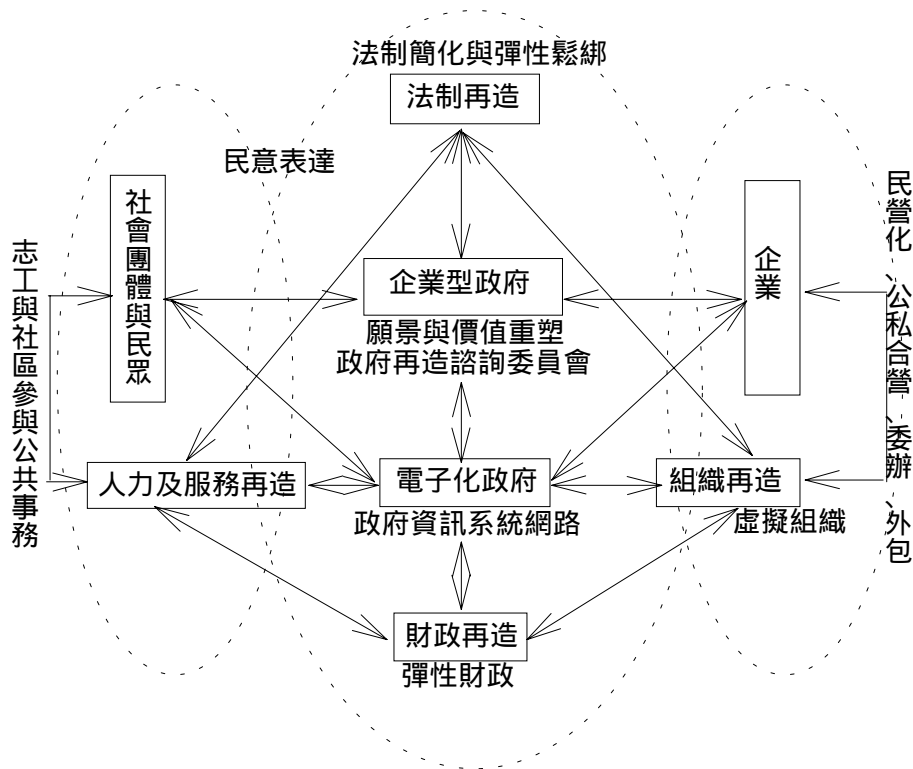 法制簡化與彈性鬆綁
法制再造
民意表達
社會團體與民眾
企業
民營化、公私合營、委辦、外包
志工與社區參與公共事務
企業型政府
願景與價值重塑
政府再造諮詢委員會
人力及服務再造
電子化政府
組織再造
政府資訊系統網路
虛擬組織
財政再造
彈性財政